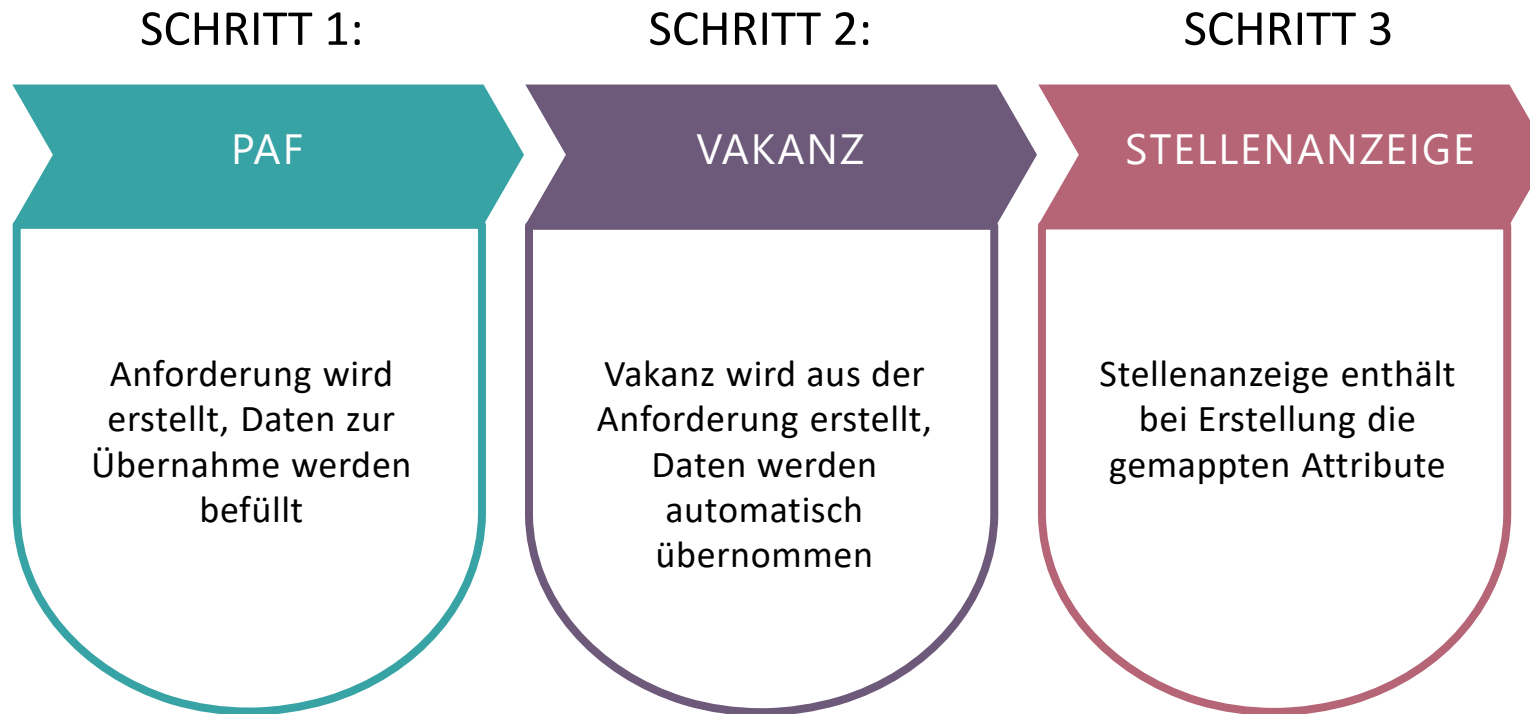 SCHRITT 1:
PAF
Anforderung wird
erstellt, Daten zur
Übernahme werden
befüllt
SCHRITT 2:
VAKANZ
Vakanz wird aus der
Anforderung erstellt,
Daten werden
automatisch
übernommen
SCHRITT 3
STELLENANZEIGE
Stellenanzeige enthält
bei Erstellung die
gemappten Attribute